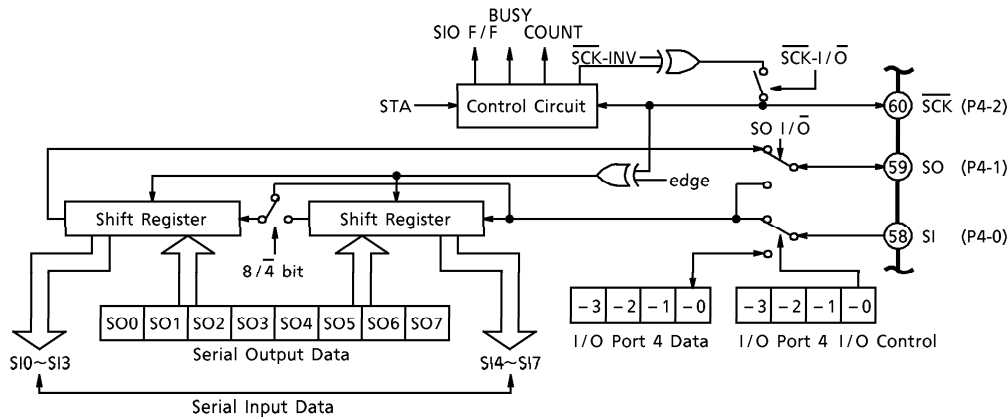 BUSY
SIO F/F COUNT
S̅C̅K̅-INV
S̅C̅K̅-I/O̅
STA
Control Circuit
60 S̅C̅K̅ (P4-2)
SO I/O̅
59 SO (P4-1)
edge
Shift Register
Shift Register
58 SI (P4-0)
8/4̅ bit
-3 -2 -1 -0
-3 -2 -1 -0
SO0 SO1 SO2 SO3 SO4 SO5 SO6 SO7
I/O Port 4 Data
I/O Port 4 I/O Control
Serial Output Data
SI0~SI3
SI4~SI7
Serial Input Data